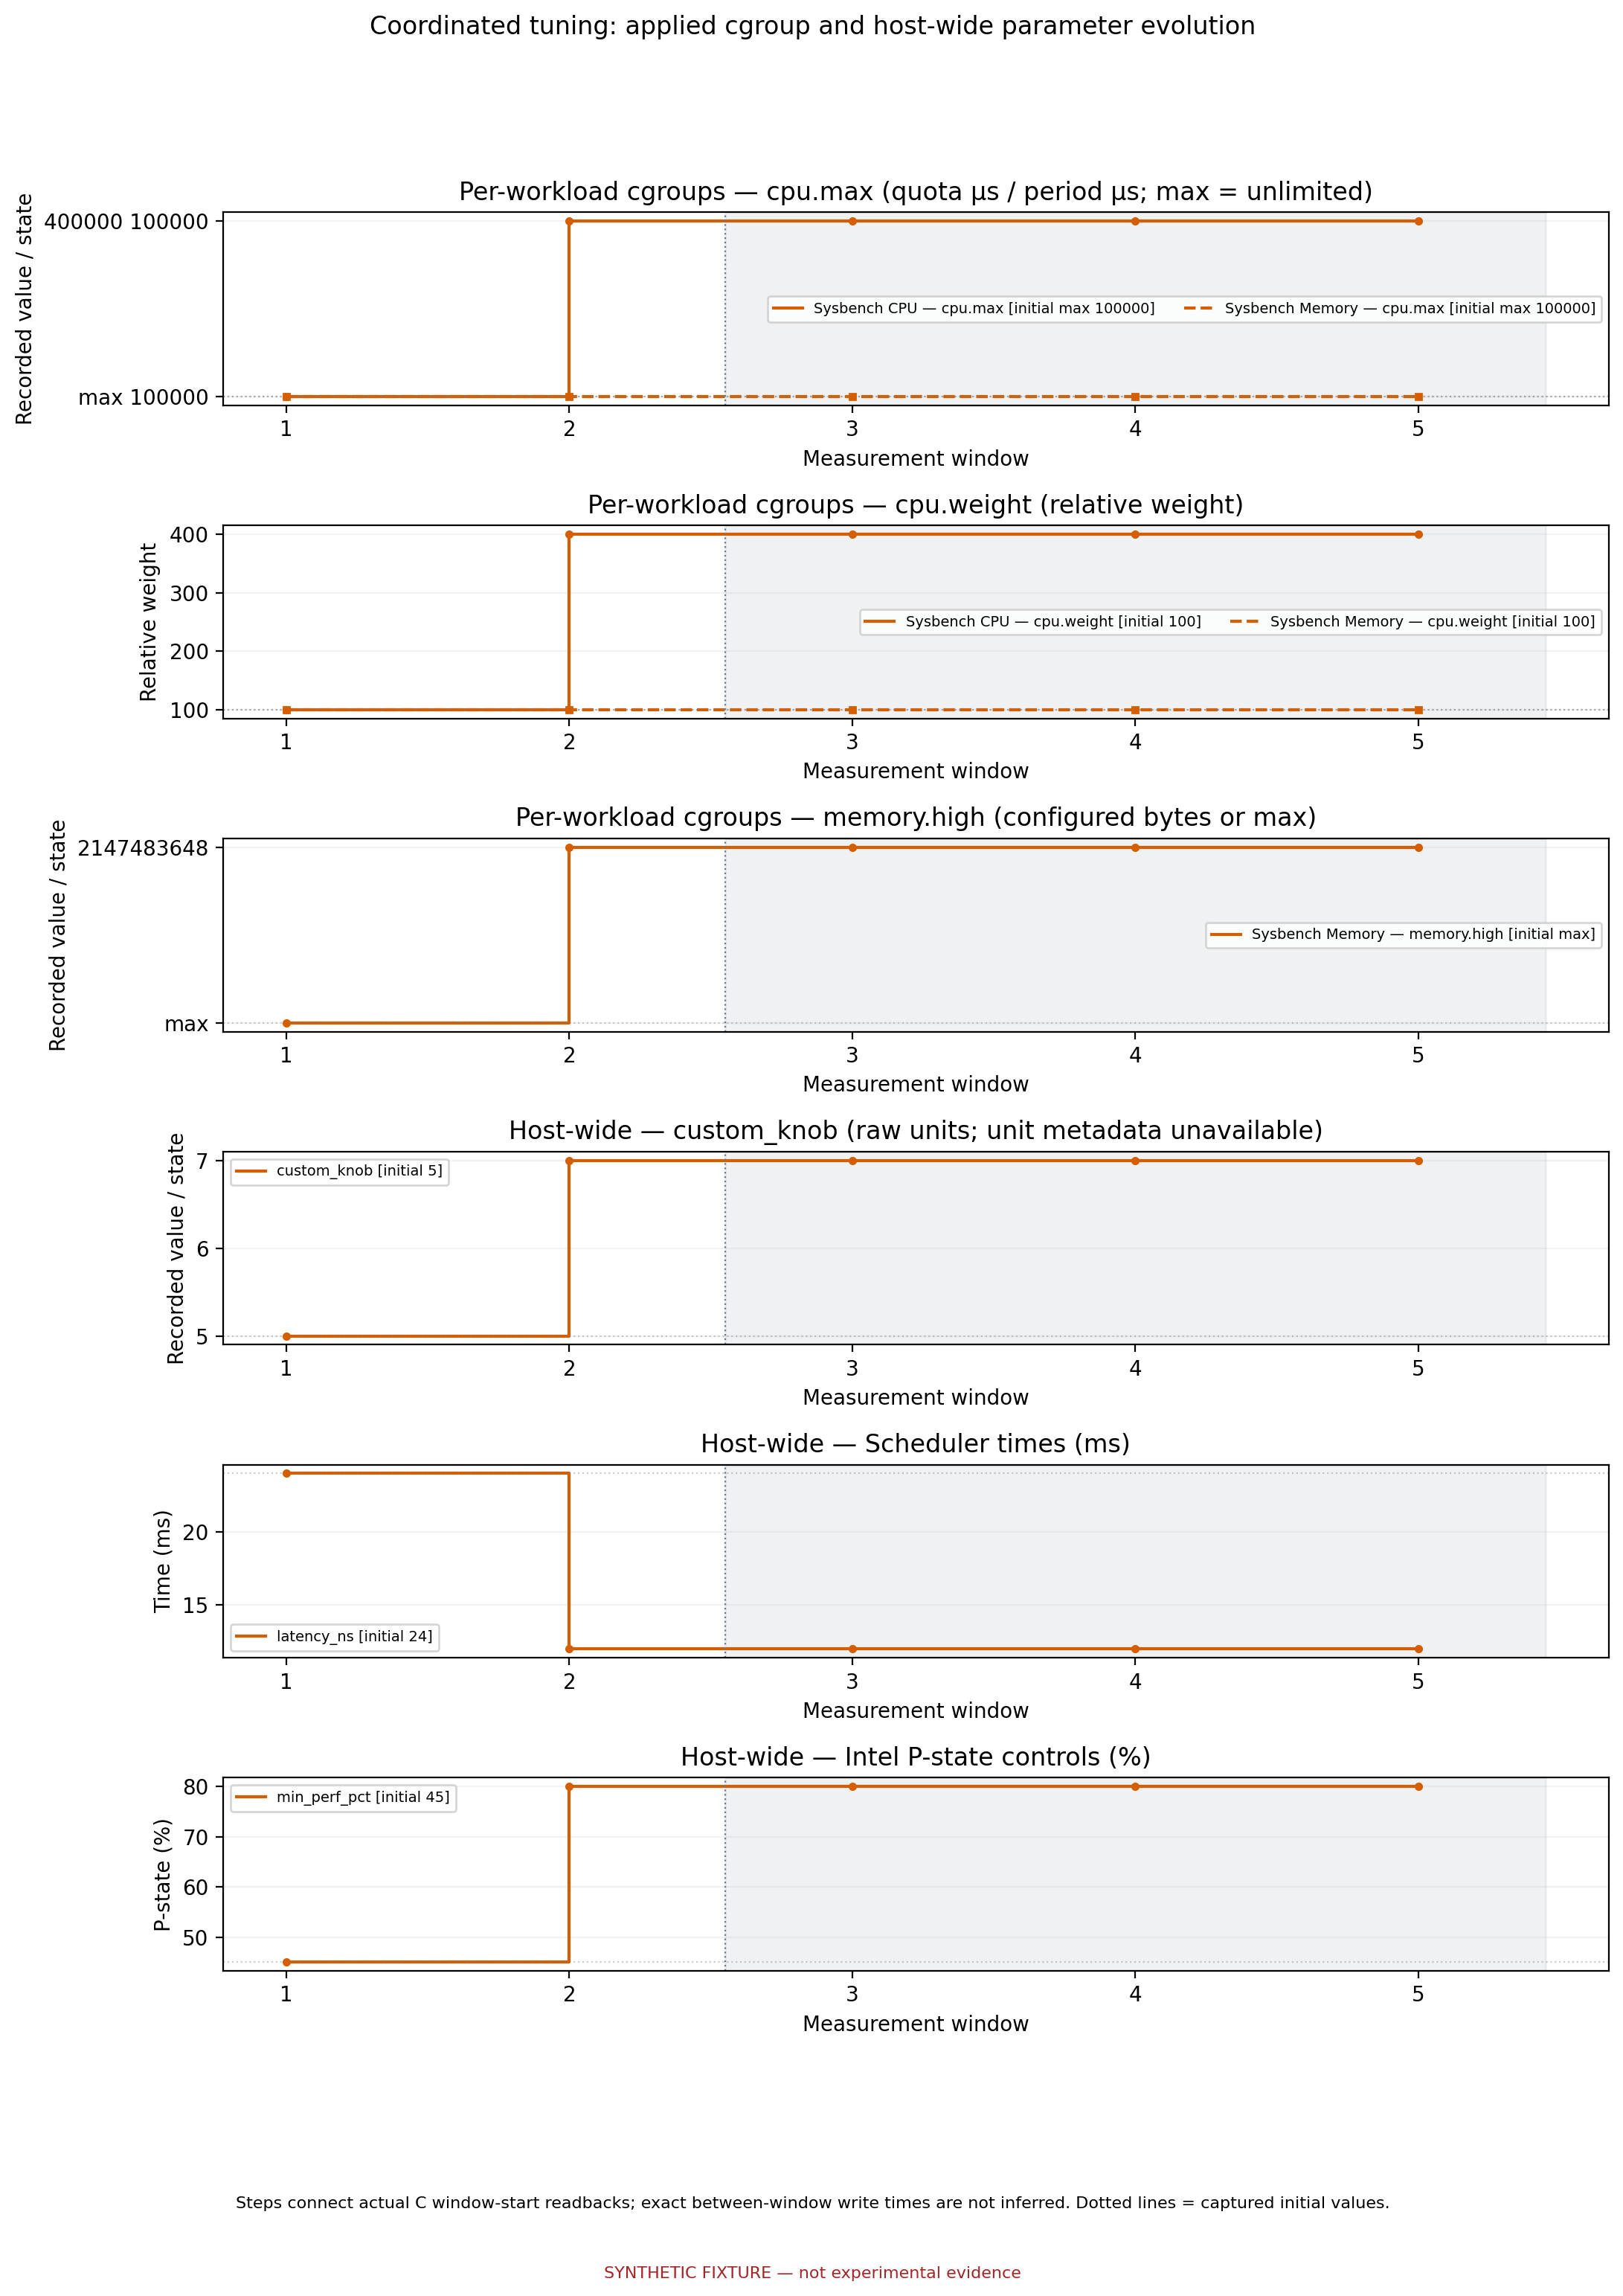 Coordinated tuning: applied cgroup and host-wide parameter evolution
Per-workload cgroups — cpu.max (quota µs / period µs; max = unlimited)
Recorded value / state
400000 100000
max 100000
Sysbench CPU — cpu.max [initial max 100000]
Sysbench Memory — cpu.max [initial max 100000]
1 2 3 4 5
Measurement window
Per-workload cgroups — cpu.weight (relative weight)
Relative weight
400
300
200
100
Sysbench CPU — cpu.weight [initial 100]
Sysbench Memory — cpu.weight [initial 100]
1 2 3 4 5
Measurement window
Per-workload cgroups — memory.high (configured bytes or max)
Recorded value / state
2147483648
max
Sysbench Memory — memory.high [initial max]
1 2 3 4 5
Measurement window
Host-wide — custom_knob (raw units; unit metadata unavailable)
Recorded value / state
7
6
5
custom_knob [initial 5]
1 2 3 4 5
Measurement window
Host-wide — Scheduler times (ms)
Time (ms)
20
15
latency_ns [initial 24]
1 2 3 4 5
Measurement window
Host-wide — Intel P-state controls (%)
P-state (%)
80
70
60
50
min_perf_pct [initial 45]
1 2 3 4 5
Measurement window
Steps connect actual C window-start readbacks; exact between-window write times are not inferred. Dotted lines = captured initial values.
SYNTHETIC FIXTURE — not experimental evidence